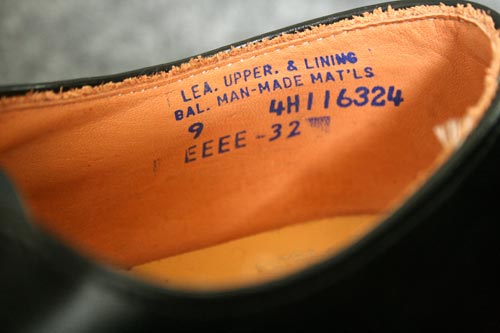 LEA. UPPER. & LINING
BAL. MAN-MADE MAT'LS
9 4H116324
EEEE-32